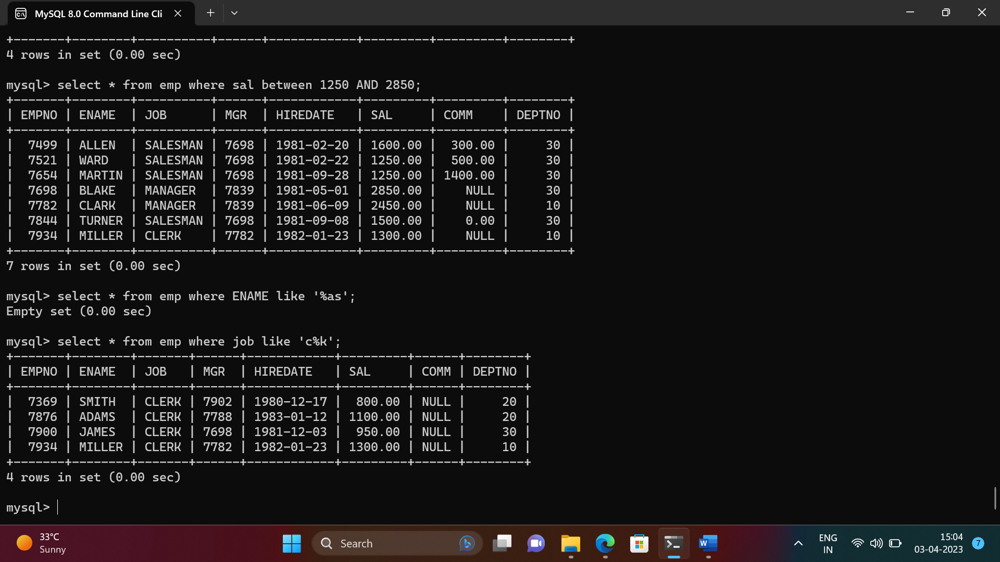 MySQL 8.0 Command Line Cli
+-------+--------+----------+------+------------+---------+---------+--------+
4 rows in set (0.00 sec)
mysql> select * from emp where sal between 1250 AND 2850;
+-------+--------+----------+------+------------+---------+---------+--------+
| EMPNO | ENAME  | JOB      | MGR  | HIREDATE   | SAL     | COMM    | DEPTNO |
+-------+--------+----------+------+------------+---------+---------+--------+
|  7499 | ALLEN  | SALESMAN | 7698 | 1981-02-20 | 1600.00 |  300.00 |     30 |
|  7521 | WARD   | SALESMAN | 7698 | 1981-02-22 | 1250.00 |  500.00 |     30 |
|  7654 | MARTIN | SALESMAN | 7698 | 1981-09-28 | 1250.00 | 1400.00 |     30 |
|  7698 | BLAKE  | MANAGER  | 7839 | 1981-05-01 | 2850.00 |    NULL |     30 |
|  7782 | CLARK  | MANAGER  | 7839 | 1981-06-09 | 2450.00 |    NULL |     10 |
|  7844 | TURNER | SALESMAN | 7698 | 1981-09-08 | 1500.00 |    0.00 |     30 |
|  7934 | MILLER | CLERK    | 7782 | 1982-01-23 | 1300.00 |    NULL |     10 |
+-------+--------+----------+------+------------+---------+---------+--------+
7 rows in set (0.00 sec)
mysql> select * from emp where ENAME like '%as';
Empty set (0.00 sec)
mysql> select * from emp where job like 'c%k';
+-------+--------+-------+------+------------+---------+------+--------+
| EMPNO | ENAME  | JOB   | MGR  | HIREDATE   | SAL     | COMM | DEPTNO |
+-------+--------+-------+------+------------+---------+------+--------+
|  7369 | SMITH  | CLERK | 7902 | 1980-12-17 |  800.00 | NULL |     20 |
|  7876 | ADAMS  | CLERK | 7788 | 1983-01-12 | 1100.00 | NULL |     20 |
|  7900 | JAMES  | CLERK | 7698 | 1981-12-03 |  950.00 | NULL |     30 |
|  7934 | MILLER | CLERK | 7782 | 1982-01-23 | 1300.00 | NULL |     10 |
+-------+--------+-------+------+------------+---------+------+--------+
4 rows in set (0.00 sec)
mysql>
33°C
Sunny
Search
W
ENG
IN
15:04
03-04-2023
7